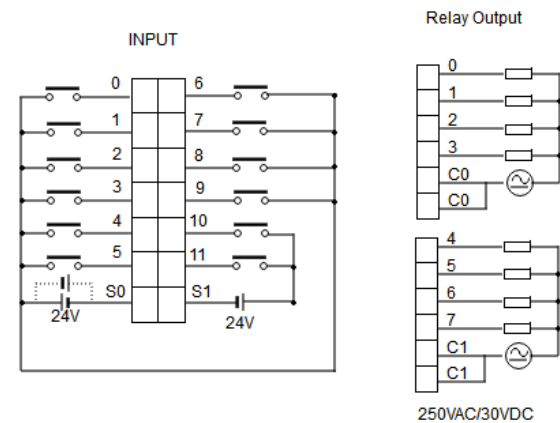 Relay Output
INPUT
0 6
1 7
2 8
3 9
4 10
5 11
S0 S1
24V 24V
0
1
2
3
C0
C0
4
5
6
7
C1
C1
250VAC/30VDC